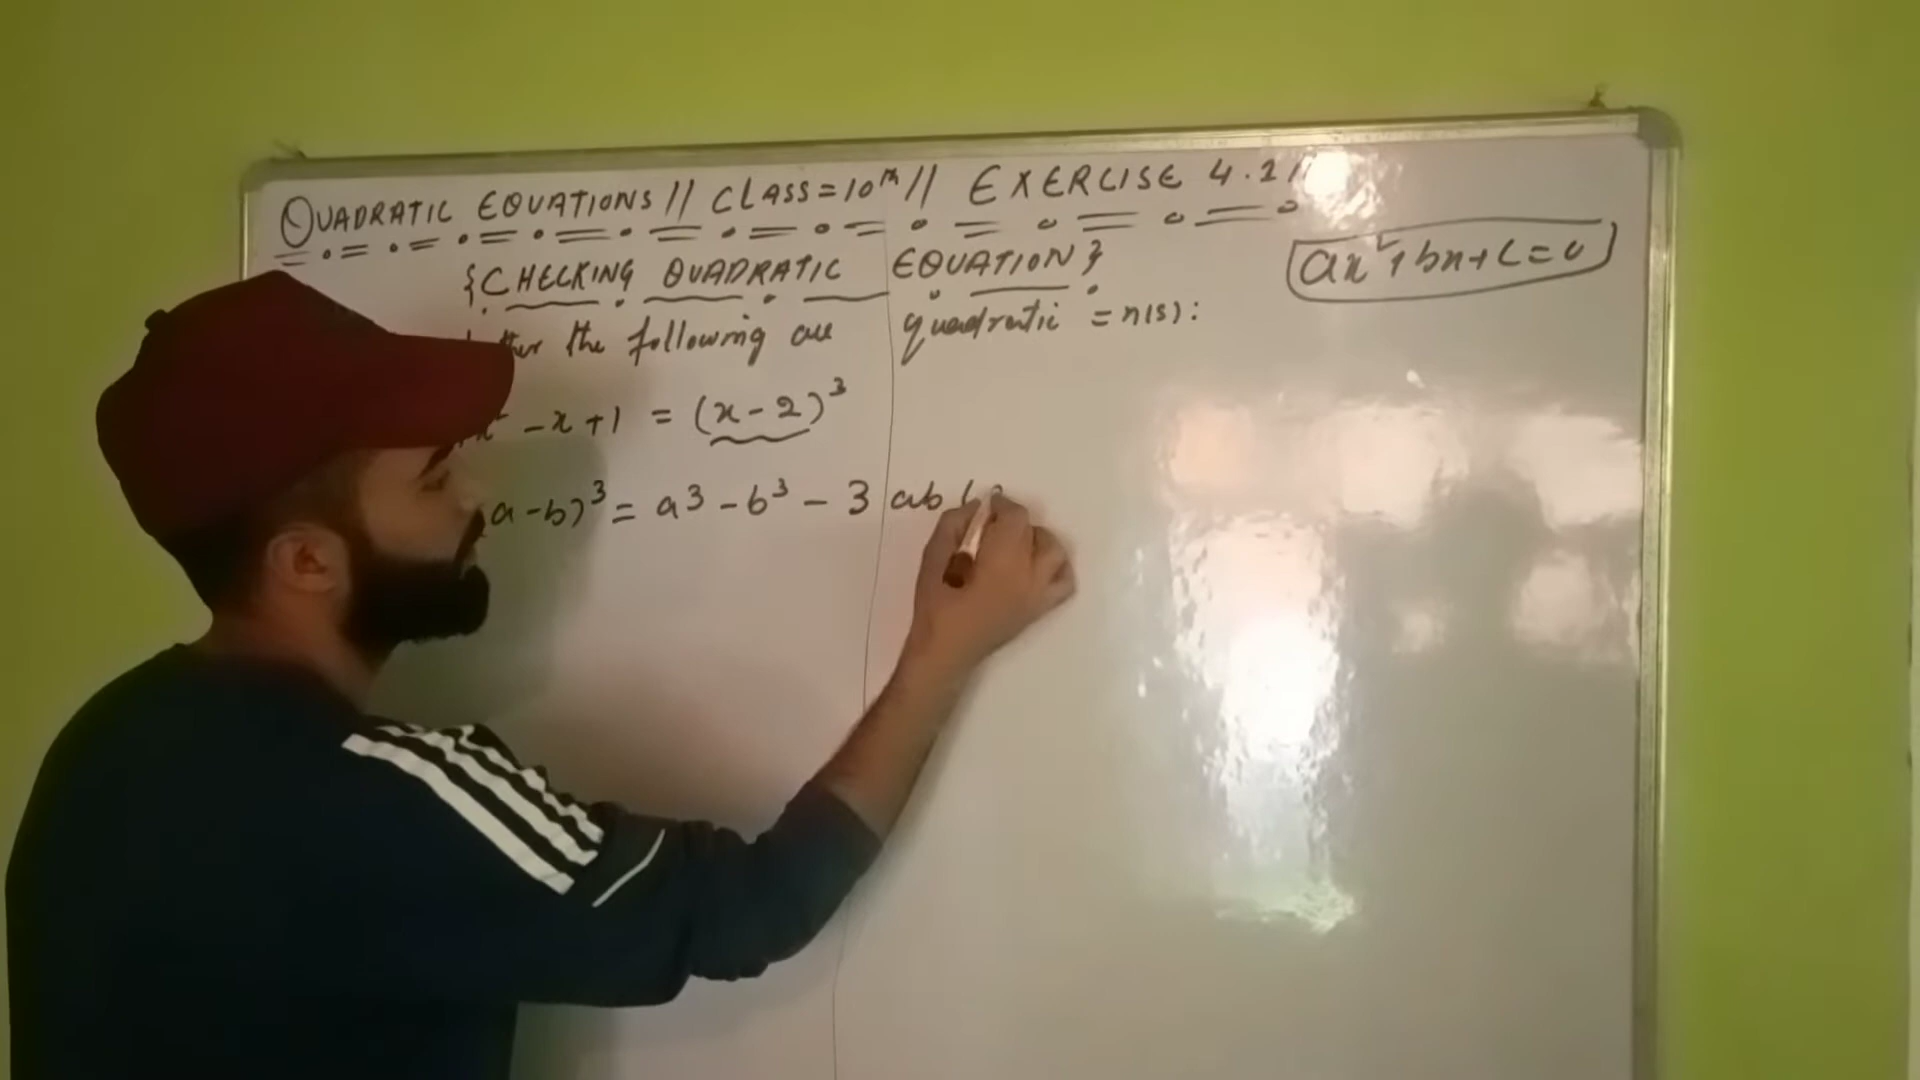 QUADRATIC EQUATIONS // CLASS=10th // EXERCISE 4.1//
{CHECKING QUADRATIC EQUATION}
ax²+bx+c=0
the following are quadratic =n(s):
-x+1 = (x-2)³
a-b)³= a³-b³-3ab(